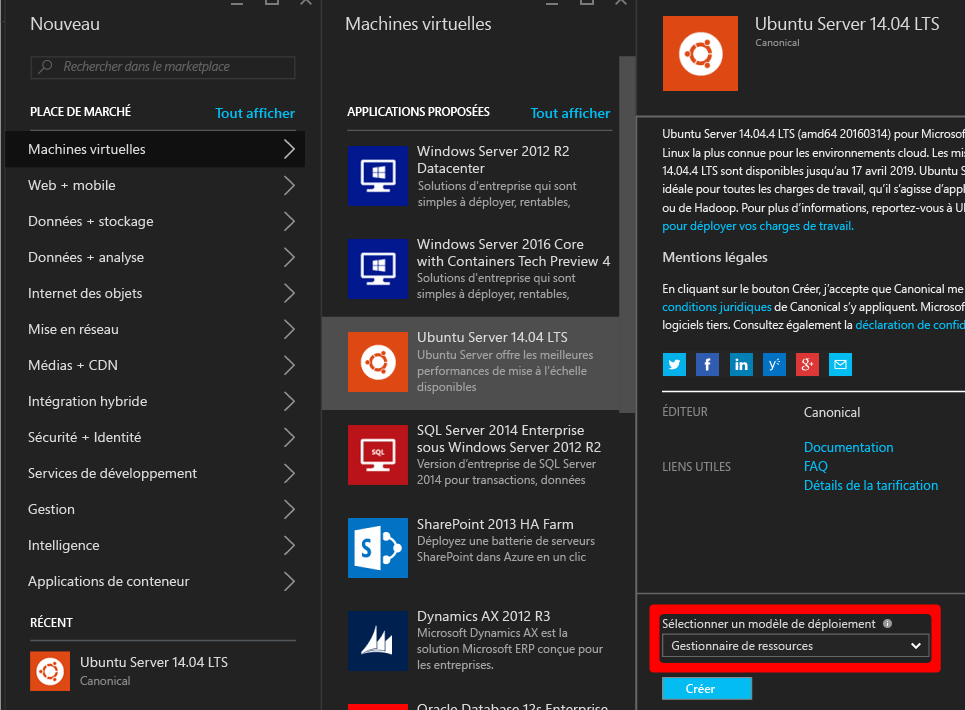 Nouveau
Rechercher dans le marketplace
PLACE DE MARCHÉ
Tout afficher
Machines virtuelles
Web + mobile
Données + stockage
Données + analyse
Internet des objets
Mise en réseau
Médias + CDN
Intégration hybride
Sécurité + Identité
Services de développement
Gestion
Intelligence
Applications de conteneur
RÉCENT
Ubuntu Server 14.04 LTS
Canonical
Machines virtuelles
APPLICATIONS PROPOSÉES
Tout afficher
Windows Server 2012 R2
Datacenter
Solutions d'entreprise qui sont
simples à déployer, rentables,
Windows Server 2016 Core
with Containers Tech Preview 4
Solutions d'entreprise qui sont
simples à déployer, rentables,
Ubuntu Server 14.04 LTS
Ubuntu Server offre les meilleures
performances de mise à l'échelle
disponibles
SQL
SQL Server 2014 Enterprise
sous Windows Server 2012 R2
Version d'entreprise de SQL Server
2014 pour transactions, données
SharePoint 2013 HA Farm
Déployez une batterie de serveurs
SharePoint dans Azure en un clic
Dynamics AX 2012 R3
Microsoft Dynamics AX est la
solution Microsoft ERP conçue pour
les entreprises.
Oracle Database 12c Enterprise
Ubuntu Server 14.04 LTS
Canonical
Ubuntu Server 14.04.4 LTS (amd64 20160314) pour Microsof
Linux la plus connue pour les environnements cloud. Les mi
14.04.4 LTS sont disponibles jusqu'au 17 avril 2019. Ubuntu S
idéale pour toutes les charges de travail, qu'il s'agisse d'appl
ou de Hadoop. Pour plus d'informations, reportez-vous à U
pour déployer vos charges de travail.
Mentions légales
En cliquant sur le bouton Créer, j'accepte que Canonical me
conditions juridiques de Canonical s'y appliquent. Microsof
logiciels tiers. Consultez également la déclaration de confid
ÉDITEUR
Canonical
LIENS UTILES
Documentation
FAQ
Détails de la tarification
Sélectionner un modèle de déploiement
Gestionnaire de ressources
Créer